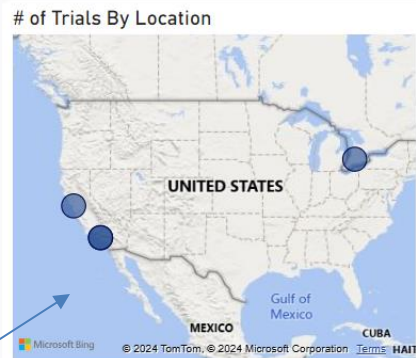 # of Trials By Location
UNITED STATES
Gulf of
Mexico
MEXICO
CUBA
Microsoft Bing
© 2024 TomTom, © 2024 Microsoft Corporation Terms
HAIT